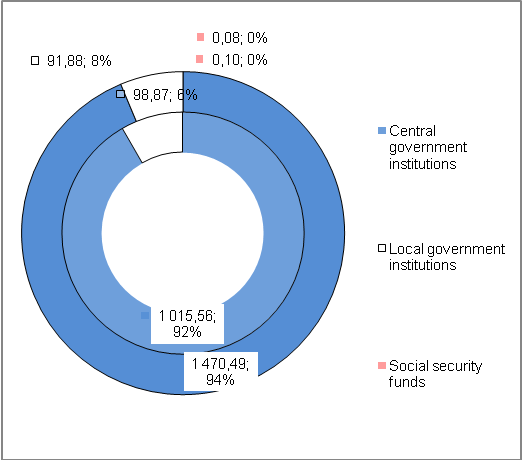 0,08; 0%
0,10; 0%
91,88; 8%
98,87; 6%
Central
government
institutions
Local government
institutions
1 015,56;
92%
1 470,49;
94%
Social security
funds